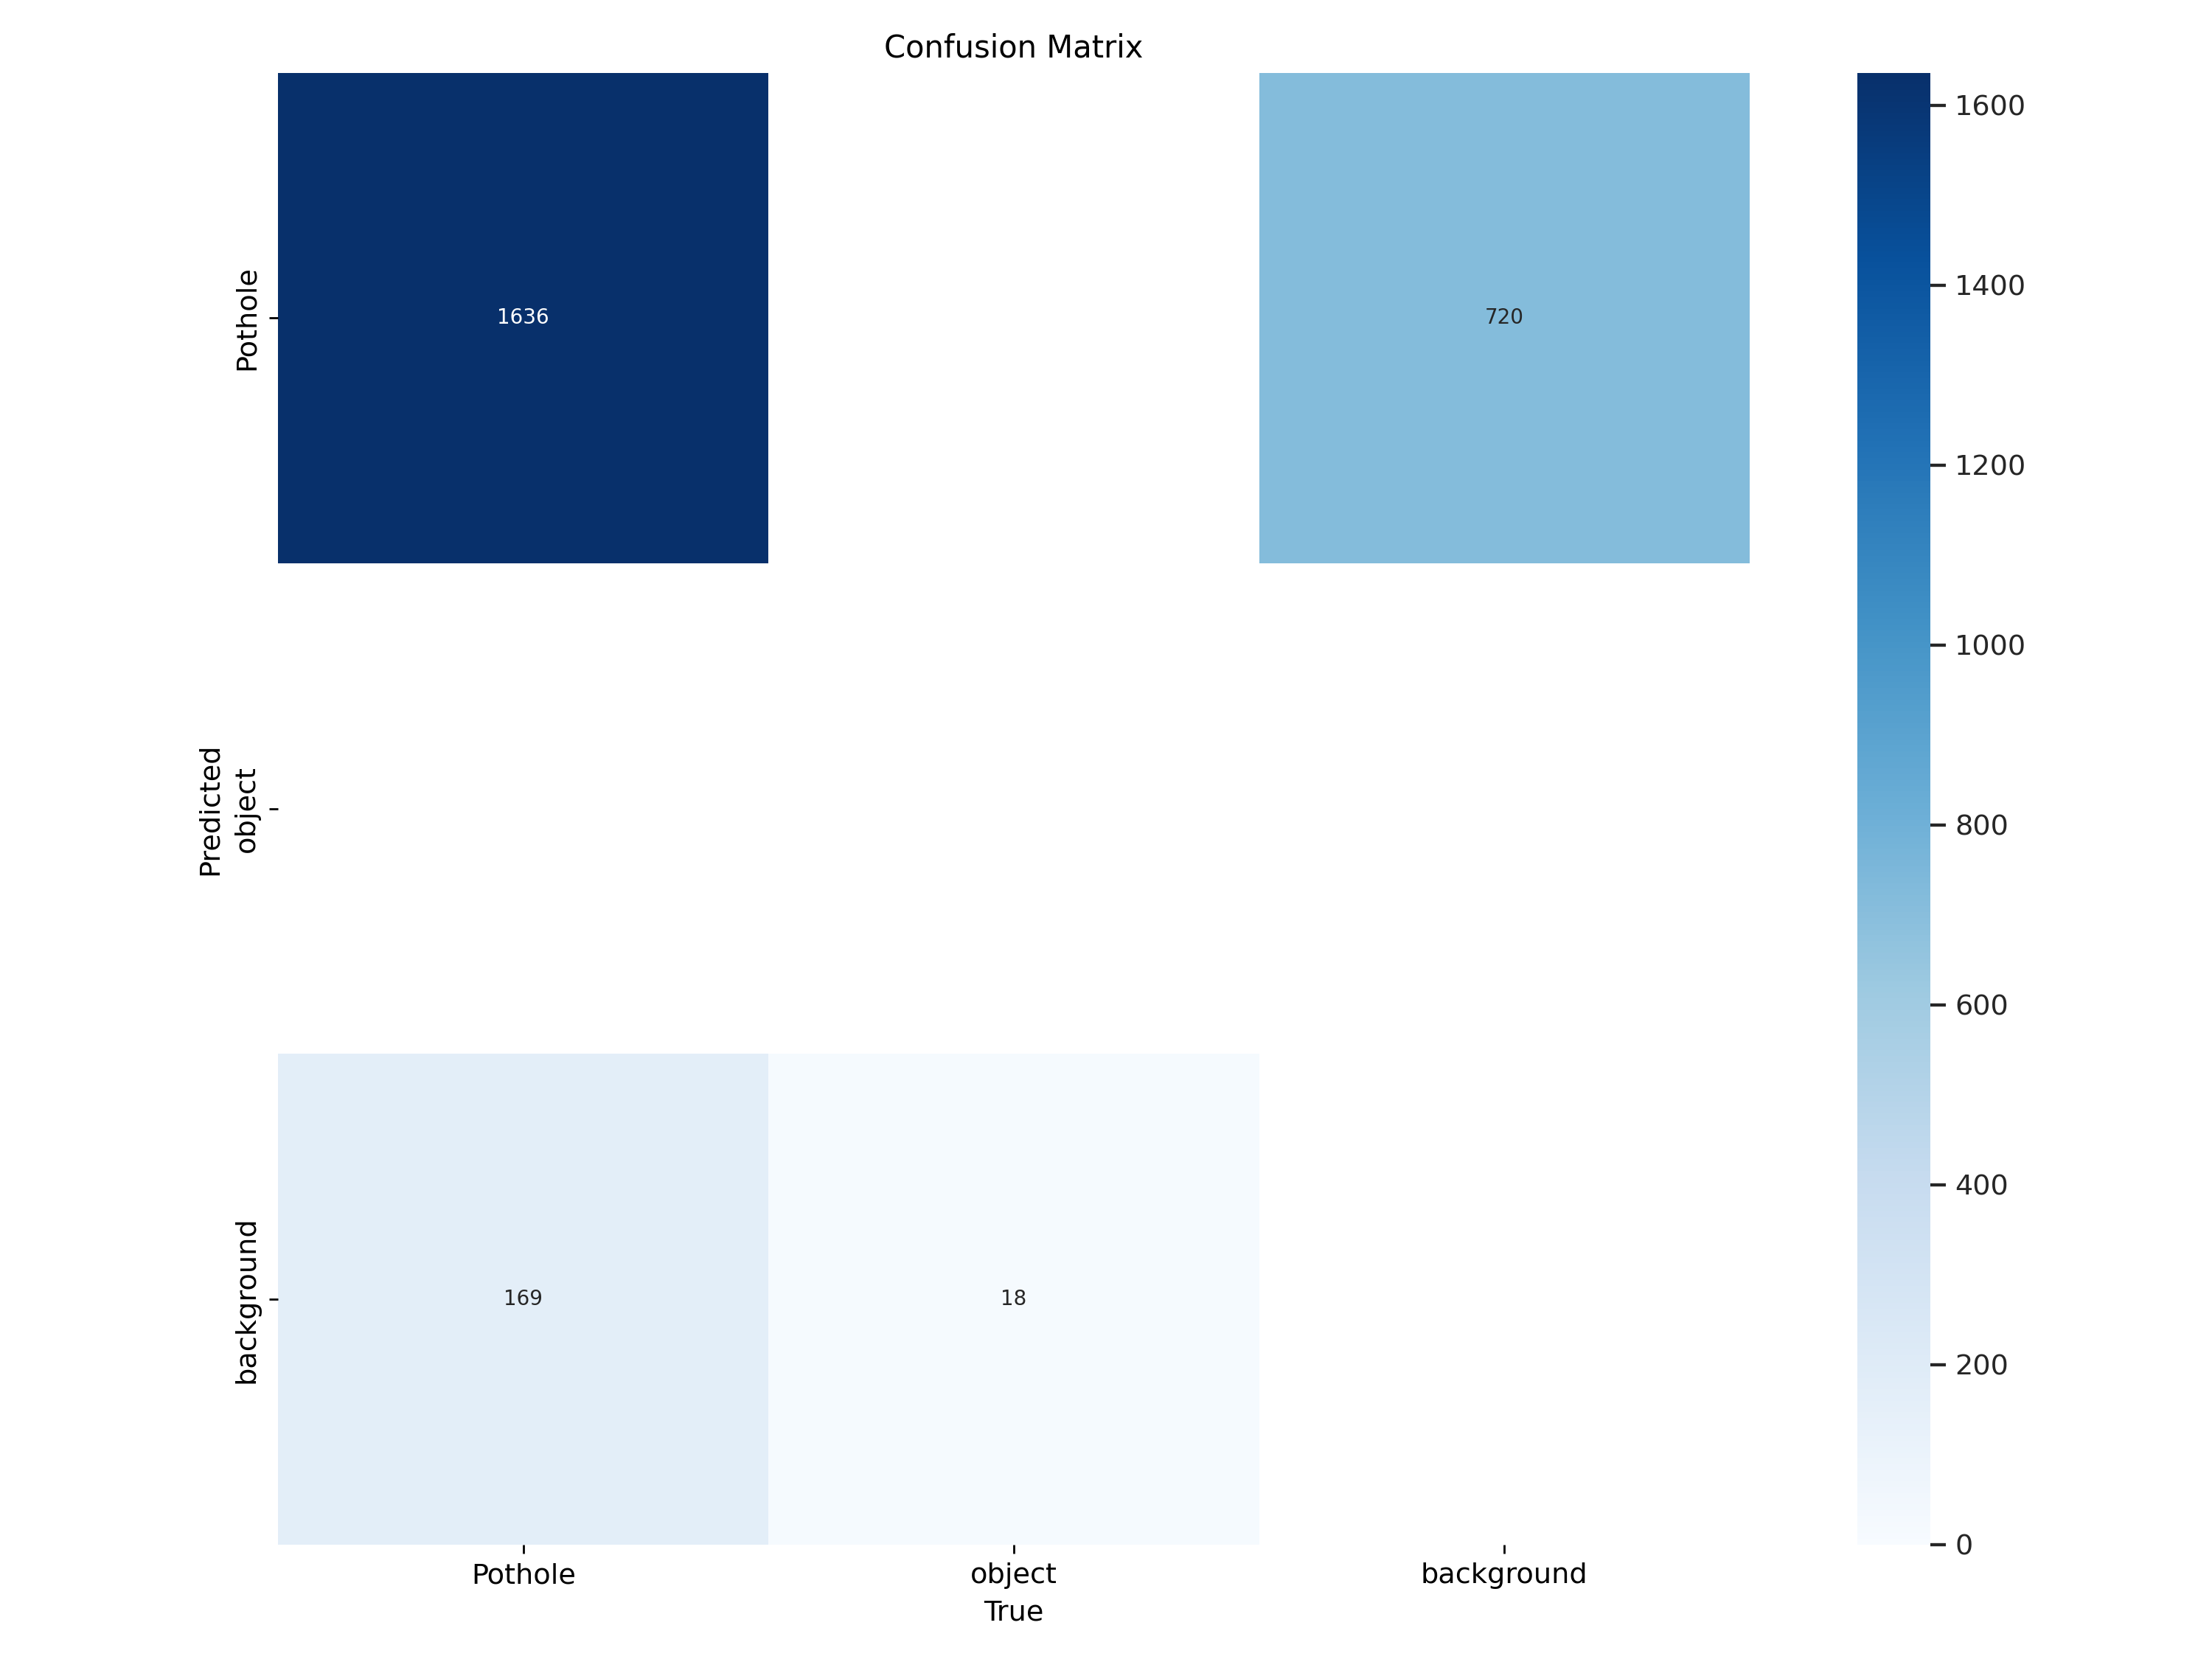 Confusion Matrix
Pothole
1636
720
Predicted
object
background
169
18
Pothole
object
background
True
1600
1400
1200
1000
800
600
400
200
0